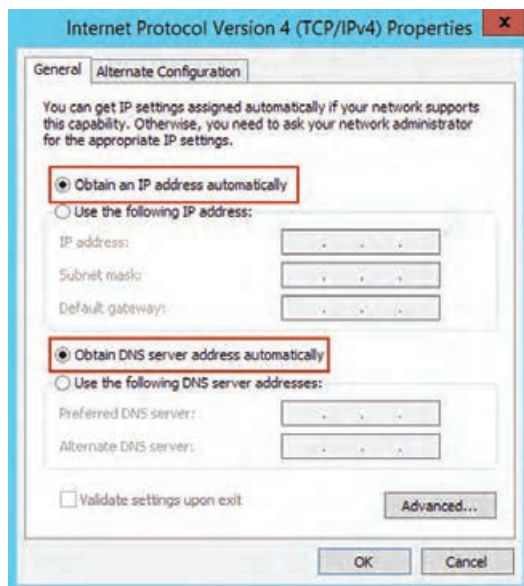 Internet Protocol Version 4 (TCP/IPv4) Properties
x
General
Alternate Configuration
You can get IP settings assigned automatically if your network supports
this capability. Otherwise, you need to ask your network administrator
for the appropriate IP settings.
Obtain an IP address automatically
Use the following IP address:
IP address:
Subnet mask:
Default gateway:
Obtain DNS server address automatically
Use the following DNS server addresses:
Preferred DNS server:
Alternate DNS server:
Validate settings upon exit
Advanced...
OK
Cancel